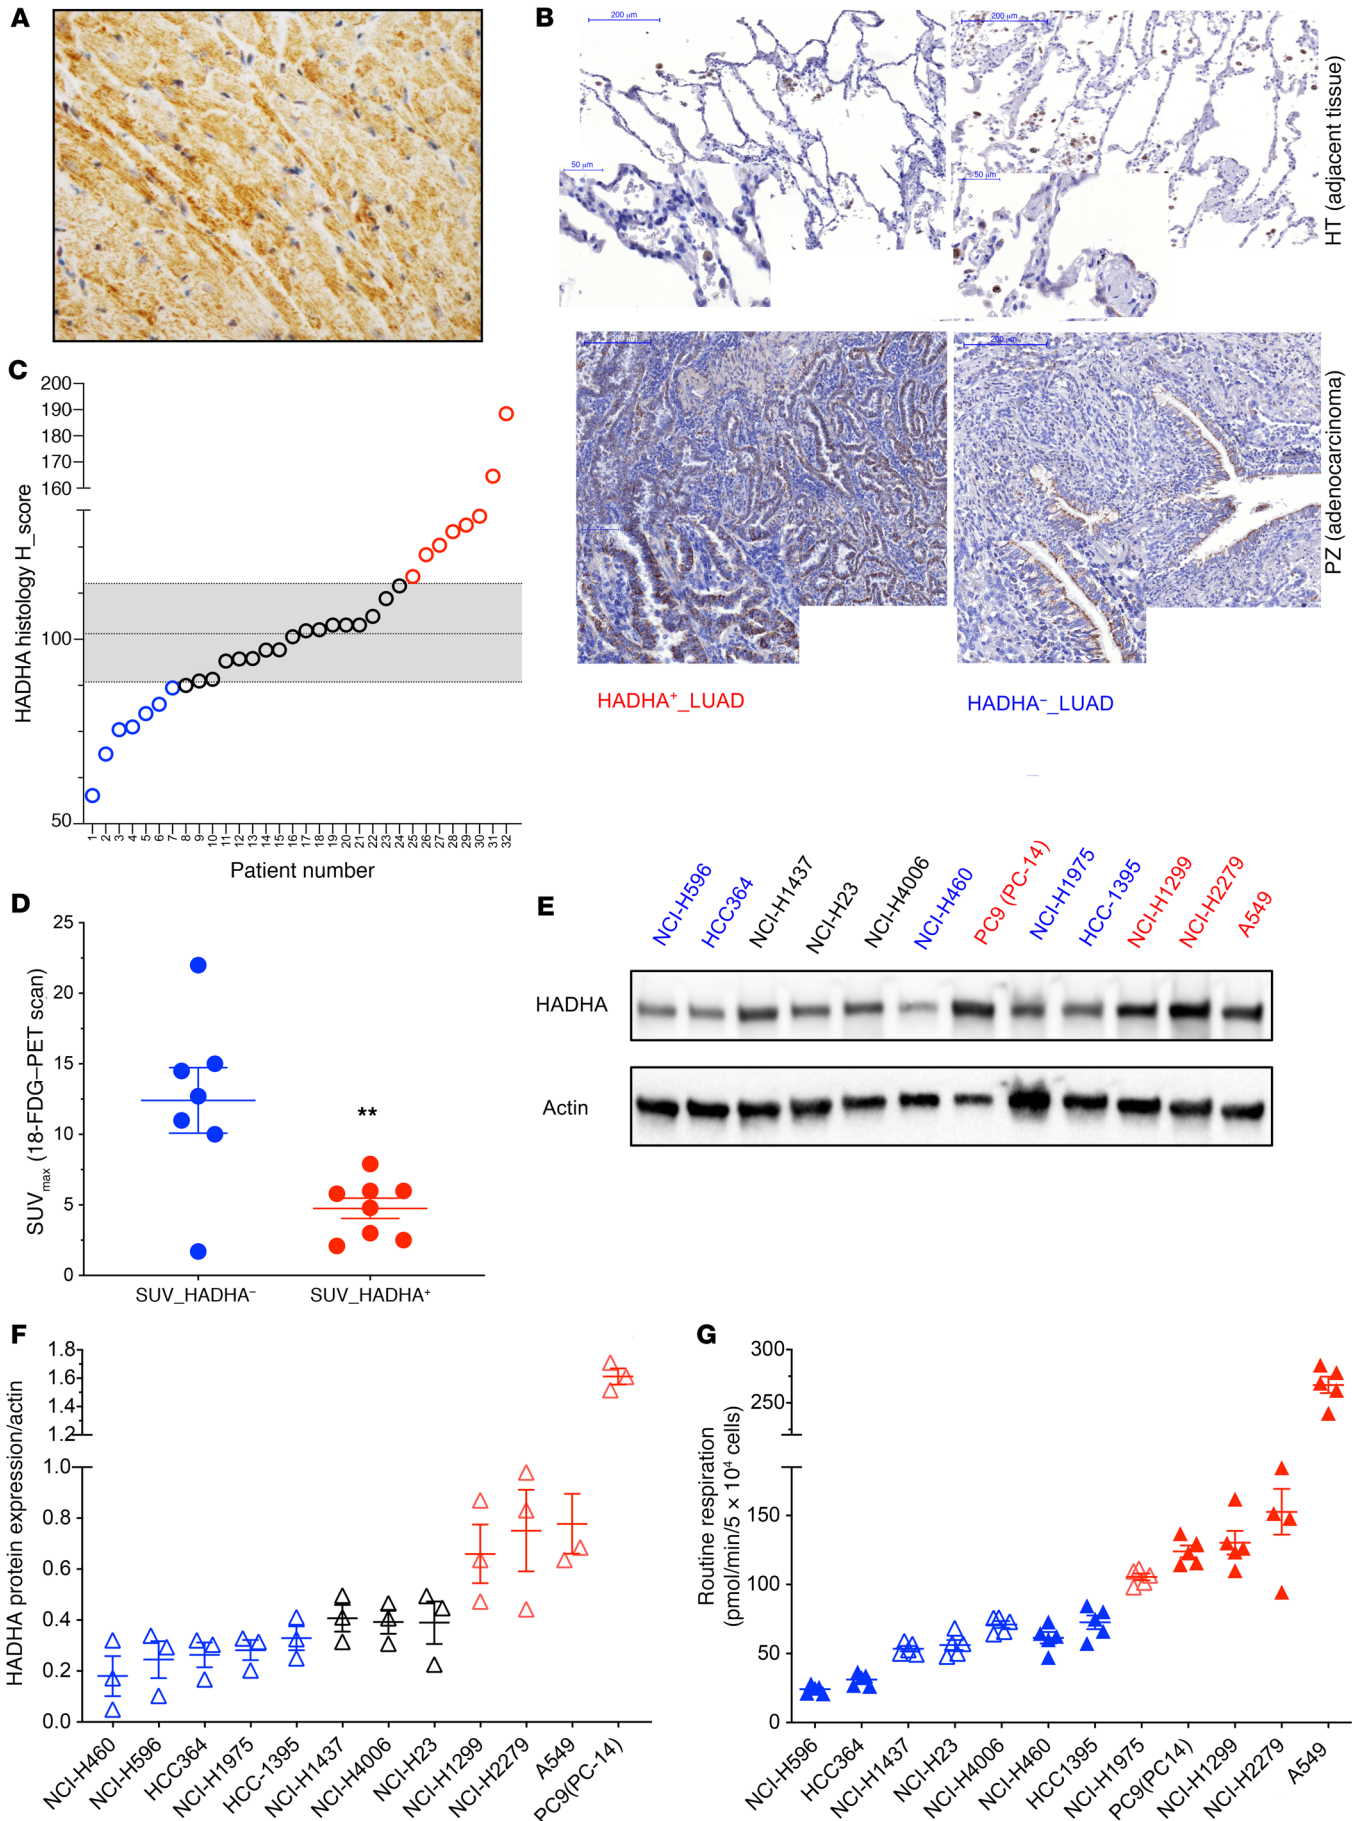 A
B
200 μm
200 μm
50 μm
50 μm
HT (adjacent tissue)
200 μm
PZ (adenocarcinoma)
HADHA⁺_LUAD
HADHA⁻_LUAD
C
HADHA histology H_score
200
190
180
170
160
100
50
1 2 3 4 5 6 7 8 9 10 11 12 13 14 15 16 17 18 19 20 21 22 23 24 25 26 27 28 29 30 31 32
Patient number
D
SUVmax (18-FDG–PET scan)
25
20
15
10
5
0
**
SUV_HADHA⁻
SUV_HADHA⁺
E
NCI-H596
HCC364
NCI-H1437
NCI-H23
NCI-H4006
NCI-H460
PC9 (PC-14)
NCI-H1975
HCC-1395
NCI-H1299
NCI-H2279
A549
HADHA
Actin
F
HADHA protein expression/actin
1.8
1.6
1.4
1.2
1.0
0.8
0.6
0.4
0.2
0.0
NCI-H460
NCI-H596
HCC364
NCI-H1975
HCC-1395
NCI-H1437
NCI-H4006
NCI-H23
NCI-H1299
NCI-H2279
A549
PC9(PC-14)
G
Routine respiration
(pmol/min/5 × 10⁴ cells)
300
250
150
100
50
0
NCI-H596
HCC364
NCI-H1437
NCI-H23
NCI-H4006
NCI-H460
HCC1395
NCI-H1975
PC9(PC14)
NCI-H1299
NCI-H2279
A549